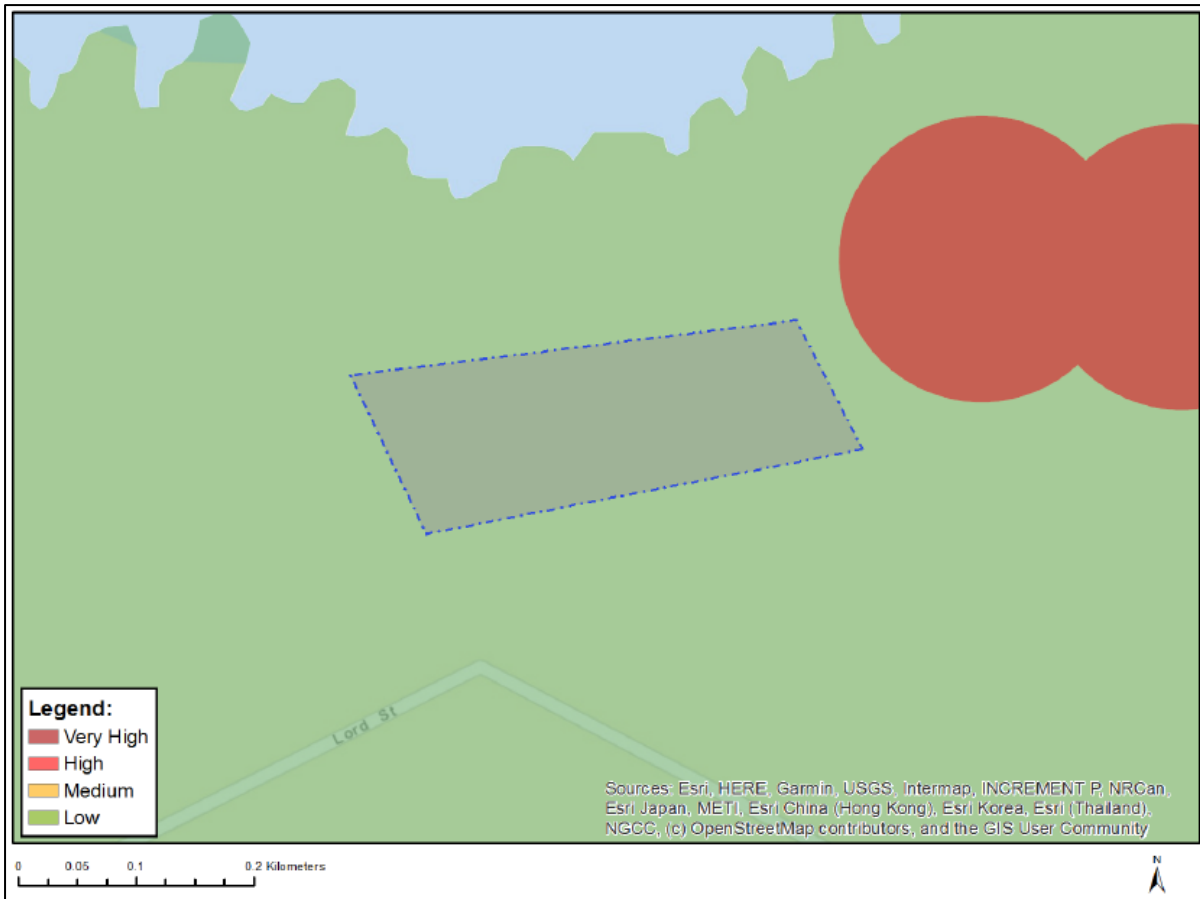 Lord St
Legend:
Very High
High
Medium
Low
Sources: Esri, HERE, Garmin, USGS, Intermap, INCREMENT P, NRCan,
Esri Japan, METI, Esri China (Hong Kong), Esri Korea, Esri (Thailand),
NGCC, (c) OpenStreetMap contributors, and the GIS User Community
0 0.05 0.1 0.2 Kilometers
N